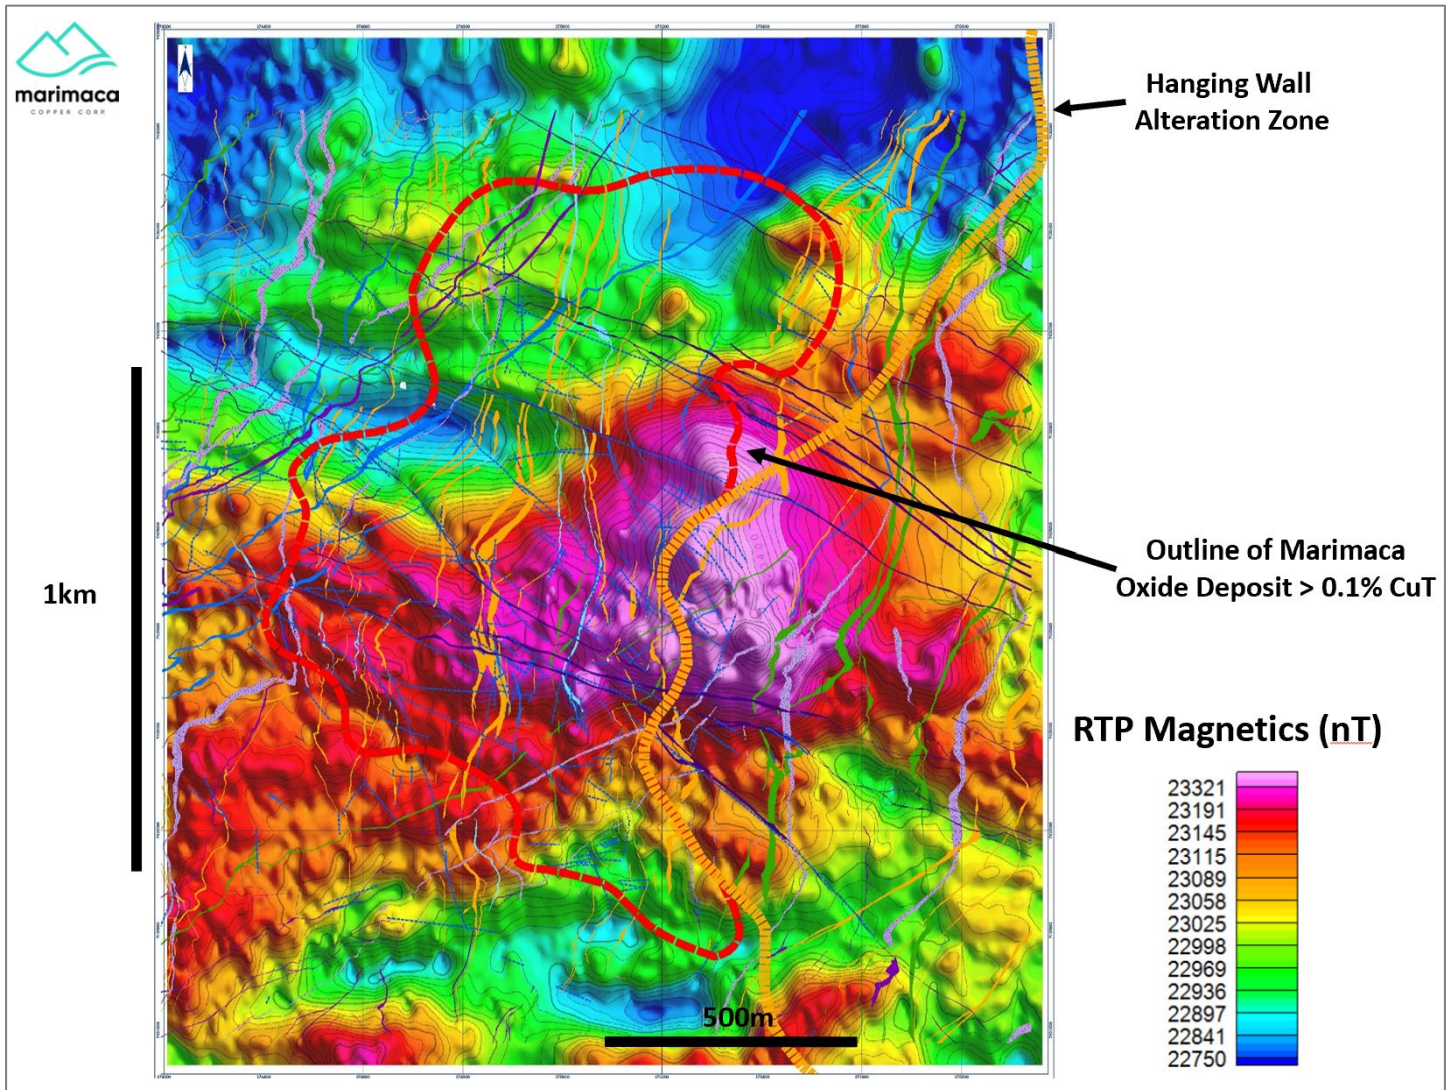 marimaca
COPPER CORP.
Hanging Wall
Alteration Zone
1km
Outline of Marimaca
Oxide Deposit > 0.1% CuT
RTP Magnetics (nT)
23321
23191
23145
23115
23089
23058
23025
22998
22969
22936
22897
22841
22750
500m